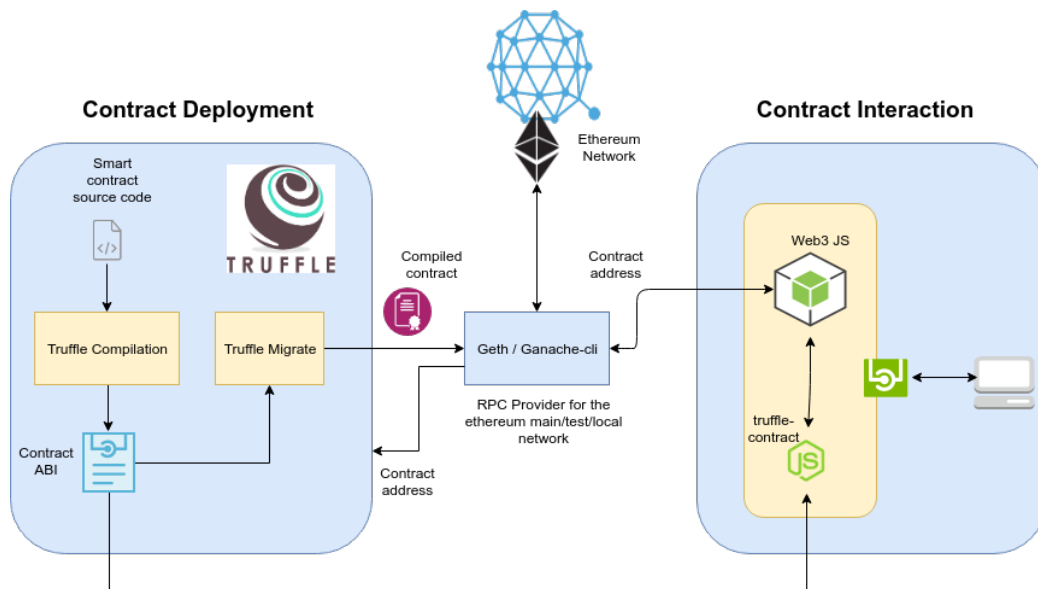 Contract Deployment
Contract Interaction
Ethereum
Network
Smart
contract
source code
TRUFFLE
Compiled
contract
Contract
address
Web3 JS
Truffle Compilation
Truffle Migrate
Geth / Ganache-cli
RPC Provider for the
ethereum main/test/local
network
Contract
ABI
Contract
address
truffle-
contract
JS